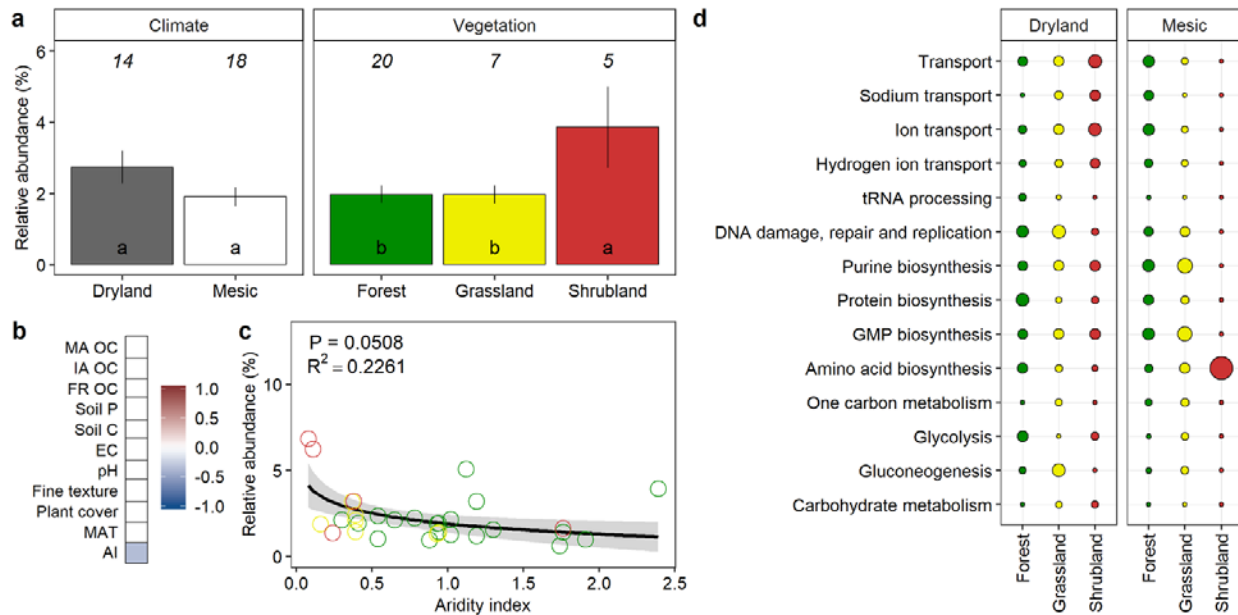 a
Climate
Vegetation
14
18
20
7
5
Relative abundance (%)
6
4
2
0
a
a
b
b
a
Dryland
Mesic
Forest
Grassland
Shrubland
b
MA OC
IA OC
FR OC
Soil P
Soil C
EC
pH
Fine texture
Plant cover
MAT
AI
1.0
0.5
0.0
-0.5
-1.0
c
P = 0.0508
R² = 0.2261
Relative abundance (%)
10
5
0
0.0
0.5
1.0
1.5
2.0
2.5
Aridity index
d
Dryland
Mesic
Transport
Sodium transport
Ion transport
Hydrogen ion transport
tRNA processing
DNA damage, repair and replication
Purine biosynthesis
Protein biosynthesis
GMP biosynthesis
Amino acid biosynthesis
One carbon metabolism
Glycolysis
Gluconeogenesis
Carbohydrate metabolism
Forest
Grassland
Shrubland
Forest
Grassland
Shrubland